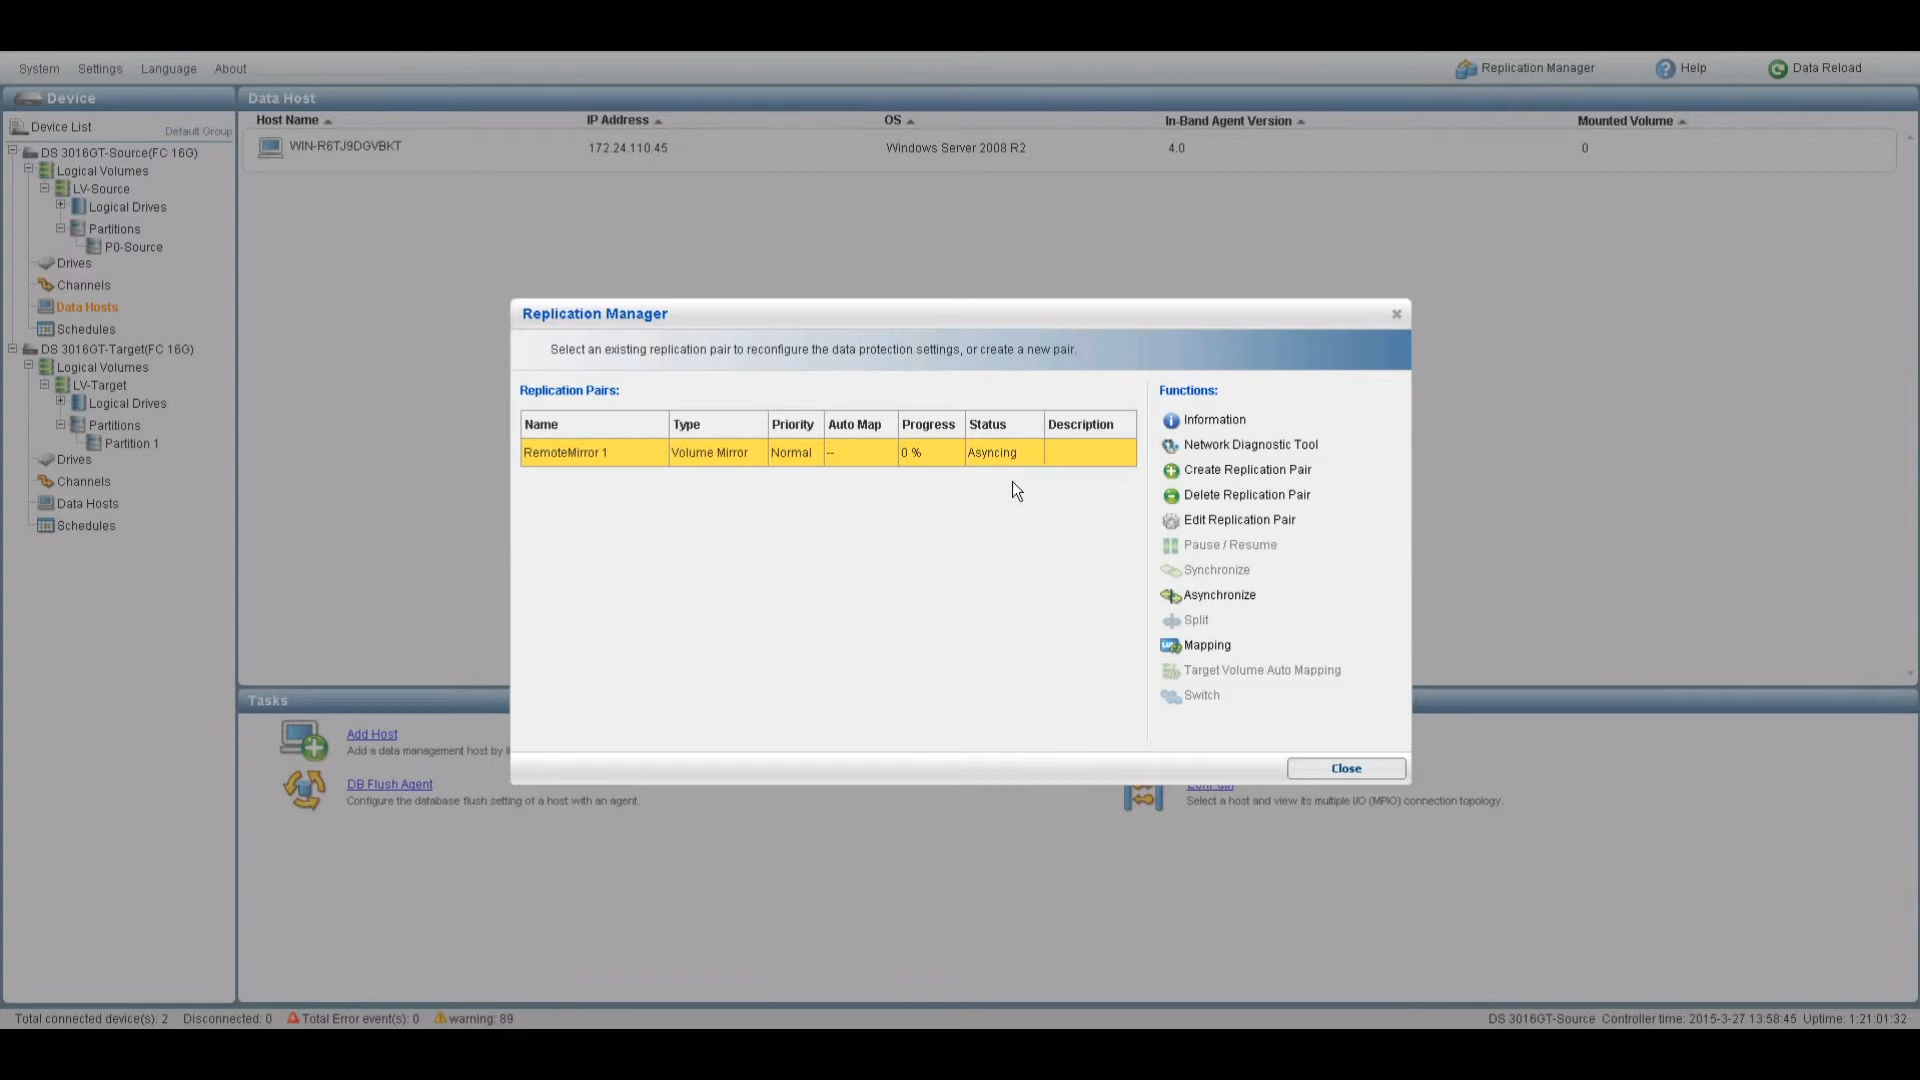 System Settings Language About Replication Manager Help Data Reload
Device
Device List Default Group
DS 3016GT-Source(FC 16G)
Logical Volumes
LV-Source
Logical Drives
Partitions
P0-Source
Drives
Channels
Data Hosts
Schedules
DS 3016GT-Target(FC 16G)
Logical Volumes
LV-Target
Logical Drives
Partitions
Partition 1
Drives
Channels
Data Hosts
Schedules
Data Host
Host Name IP Address OS In-Band Agent Version Mounted Volume
WIN-R6TJ9DGVBKT 172.24.110.45 Windows Server 2008 R2 4.0 0
Replication Manager
Select an existing replication pair to reconfigure the data protection settings, or create a new pair.
Replication Pairs:
Name Type Priority Auto Map Progress Status Description
RemoteMirror 1 Volume Mirror Normal -- 0 % Asyncing
Functions:
Information
Network Diagnostic Tool
Create Replication Pair
Delete Replication Pair
Edit Replication Pair
Pause / Resume
Synchronize
Asynchronize
Split
Mapping
Target Volume Auto Mapping
Switch
Close
Tasks
Add Host
Add a data management host by
DB Flush Agent
Configure the database flush setting of a host with an agent.
Select a host and view its multiple I/O (MPIO) connection topology.
Total connected device(s): 2 Disconnected: 0 Total Error event(s): 0 warning: 89 DS 3016GT-Source Controller time: 2015-3-27 13:58:45 Uptime: 1:21:01:32